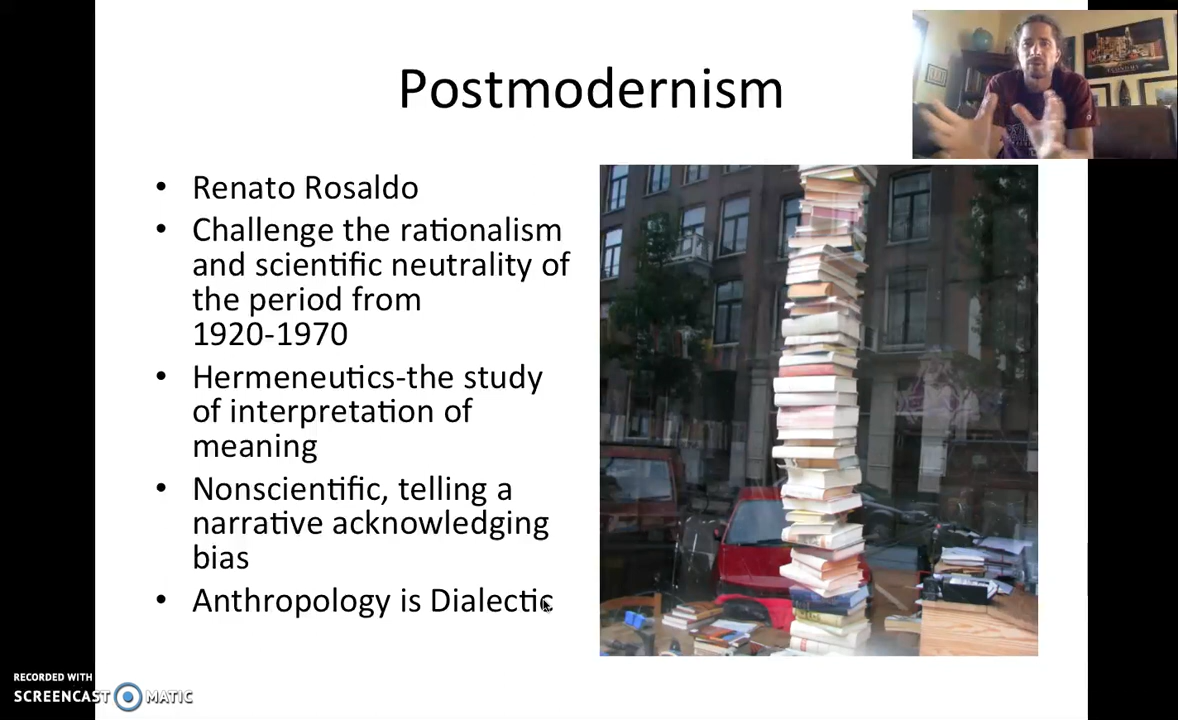 Postmodernism
• Renato Rosaldo
• Challenge the rationalism
and scientific neutrality of
the period from
1920-1970
• Hermeneutics-the study
of interpretation of
meaning
• Nonscientific, telling a
narrative acknowledging
bias
• Anthropology is Dialectic
RECORDED WITH
SCREENCAST MATIC